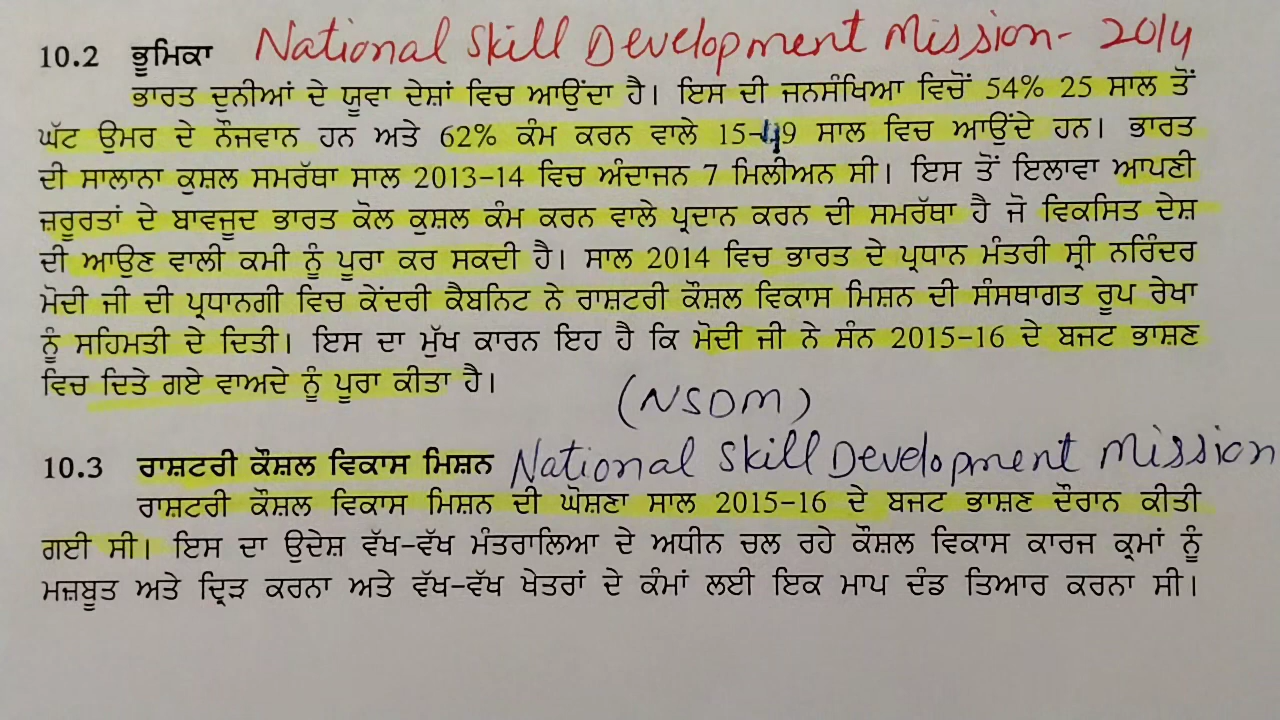 10.2 ਭੂਮਿਕਾ National Skill Development Mission- 2014
ਭਾਰਤ ਦੁਨੀਆਂ ਦੇ ਯੂਵਾ ਦੇਸ਼ਾਂ ਵਿਚ ਆਉਂਦਾ ਹੈ। ਇਸ ਦੀ ਜਨਸੰਖਿਆ ਵਿਚੋਂ 54% 25 ਸਾਲ ਤੋਂ
ਘੱਟ ਉਮਰ ਦੇ ਨੌਜਵਾਨ ਹਨ ਅਤੇ 62% ਕੰਮ ਕਰਨ ਵਾਲੇ 15-49 ਸਾਲ ਵਿਚ ਆਉਂਦੇ ਹਨ। ਭਾਰਤ
ਦੀ ਸਾਲਾਨਾ ਕੁਸ਼ਲ ਸਮਰੱਥਾ ਸਾਲ 2013-14 ਵਿਚ ਅੰਦਾਜਨ 7 ਮਿਲੀਅਨ ਸੀ। ਇਸ ਤੋਂ ਇਲਾਵਾ ਆਪਣੀ
ਜ਼ਰੂਰਤਾਂ ਦੇ ਬਾਵਜੂਦ ਭਾਰਤ ਕੋਲ ਕੁਸ਼ਲ ਕੰਮ ਕਰਨ ਵਾਲੇ ਪ੍ਰਦਾਨ ਕਰਨ ਦੀ ਸਮਰੱਥਾ ਹੈ ਜੋ ਵਿਕਸਿਤ ਦੇਸ਼
ਦੀ ਆਉਣ ਵਾਲੀ ਕਮੀ ਨੂੰ ਪੂਰਾ ਕਰ ਸਕਦੀ ਹੈ। ਸਾਲ 2014 ਵਿਚ ਭਾਰਤ ਦੇ ਪ੍ਰਧਾਨ ਮੰਤਰੀ ਸ੍ਰੀ ਨਰਿੰਦਰ
ਮੋਦੀ ਜੀ ਦੀ ਪ੍ਰਧਾਨਗੀ ਵਿਚ ਕੇਂਦਰੀ ਕੈਬਨਿਟ ਨੇ ਰਾਸ਼ਟਰੀ ਕੌਸ਼ਲ ਵਿਕਾਸ ਮਿਸ਼ਨ ਦੀ ਸੰਸਥਾਗਤ ਰੂਪ ਰੇਖਾ
ਨੂੰ ਸਹਿਮਤੀ ਦੇ ਦਿਤੀ। ਇਸ ਦਾ ਮੁੱਖ ਕਾਰਨ ਇਹ ਹੈ ਕਿ ਮੋਦੀ ਜੀ ਨੇ ਸੰਨ 2015-16 ਦੇ ਬਜਟ ਭਾਸ਼ਣ
ਵਿਚ ਦਿਤੇ ਗਏ ਵਾਅਦੇ ਨੂੰ ਪੂਰਾ ਕੀਤਾ ਹੈ।
(NSDM)
10.3 ਰਾਸ਼ਟਰੀ ਕੌਸ਼ਲ ਵਿਕਾਸ ਮਿਸ਼ਨ National Skill Development Mission
ਰਾਸ਼ਟਰੀ ਕੌਸ਼ਲ ਵਿਕਾਸ ਮਿਸ਼ਨ ਦੀ ਘੋਸ਼ਣਾ ਸਾਲ 2015-16 ਦੇ ਬਜਟ ਭਾਸ਼ਣ ਦੌਰਾਨ ਕੀਤੀ
ਗਈ ਸੀ। ਇਸ ਦਾ ਉਦੇਸ਼ ਵੱਖ-ਵੱਖ ਮੰਤਰਾਲਿਆ ਦੇ ਅਧੀਨ ਚਲ ਰਹੇ ਕੌਸ਼ਲ ਵਿਕਾਸ ਕਾਰਜ ਕ੍ਰਮਾਂ ਨੂੰ
ਮਜ਼ਬੂਤ ਅਤੇ ਦ੍ਰਿੜ ਕਰਨਾ ਅਤੇ ਵੱਖ-ਵੱਖ ਖੇਤਰਾਂ ਦੇ ਕੰਮਾਂ ਲਈ ਇਕ ਮਾਪ ਦੰਡ ਤਿਆਰ ਕਰਨਾ ਸੀ।